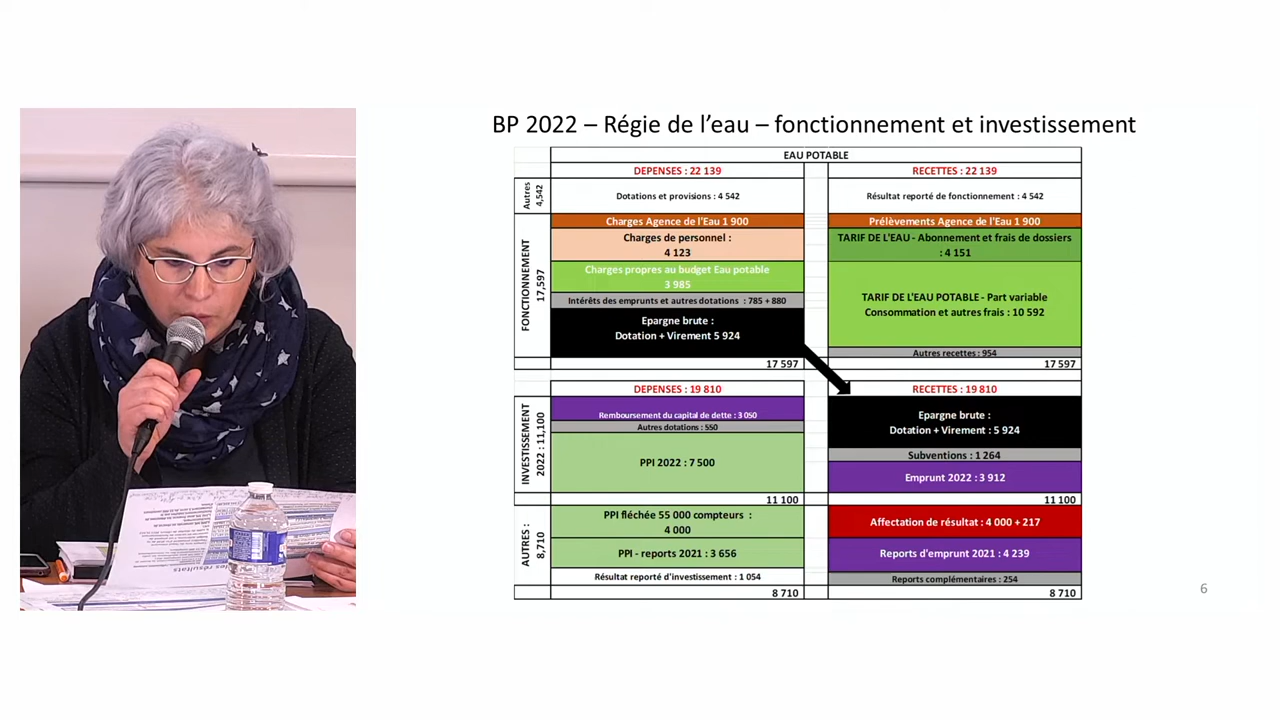 BP 2022 – Régie de l’eau – fonctionnement et investissement
EAU POTABLE
DEPENSES : 22 139
RECETTES : 22 139
Autres
4,542
Dotations et provisions : 4 542
Résultat reporté de fonctionnement : 4 542
FONCTIONNEMENT
17,597
Charges Agence de l'Eau 1 900
Prélèvements Agence de l'Eau 1 900
Charges de personnel :
4 123
TARIF DE L'EAU - Abonnement et frais de dossiers
: 4 151
Charges propres au budget Eau potable
3 985
TARIF DE L'EAU POTABLE - Part variable
Consommation et autres frais : 10 592
Intérêts des emprunts et autres dotations : 785 + 880
Epargne brute :
Dotation + Virement 5 924
Autres recettes : 954
17 597
17 597
DEPENSES : 19 810
RECETTES : 19 810
INVESTISSEMENT
2022 : 11,100
Remboursement du capital de dette : 3 050
Autres dotations : 550
PPI 2022 : 7 500
Epargne brute :
Dotation + Virement : 5 924
Subventions : 1 264
Emprunt 2022 : 3 912
11 100
11 100
AUTRES :
8,710
PPI fléchée 55 000 compteurs :
4 000
Affectation de résultat : 4 000 + 217
PPI - reports 2021 : 3 656
Reports d'emprunt 2021 : 4 239
Résultat reporté d'investissement : 1 054
Reports complémentaires : 254
8 710
8 710
6